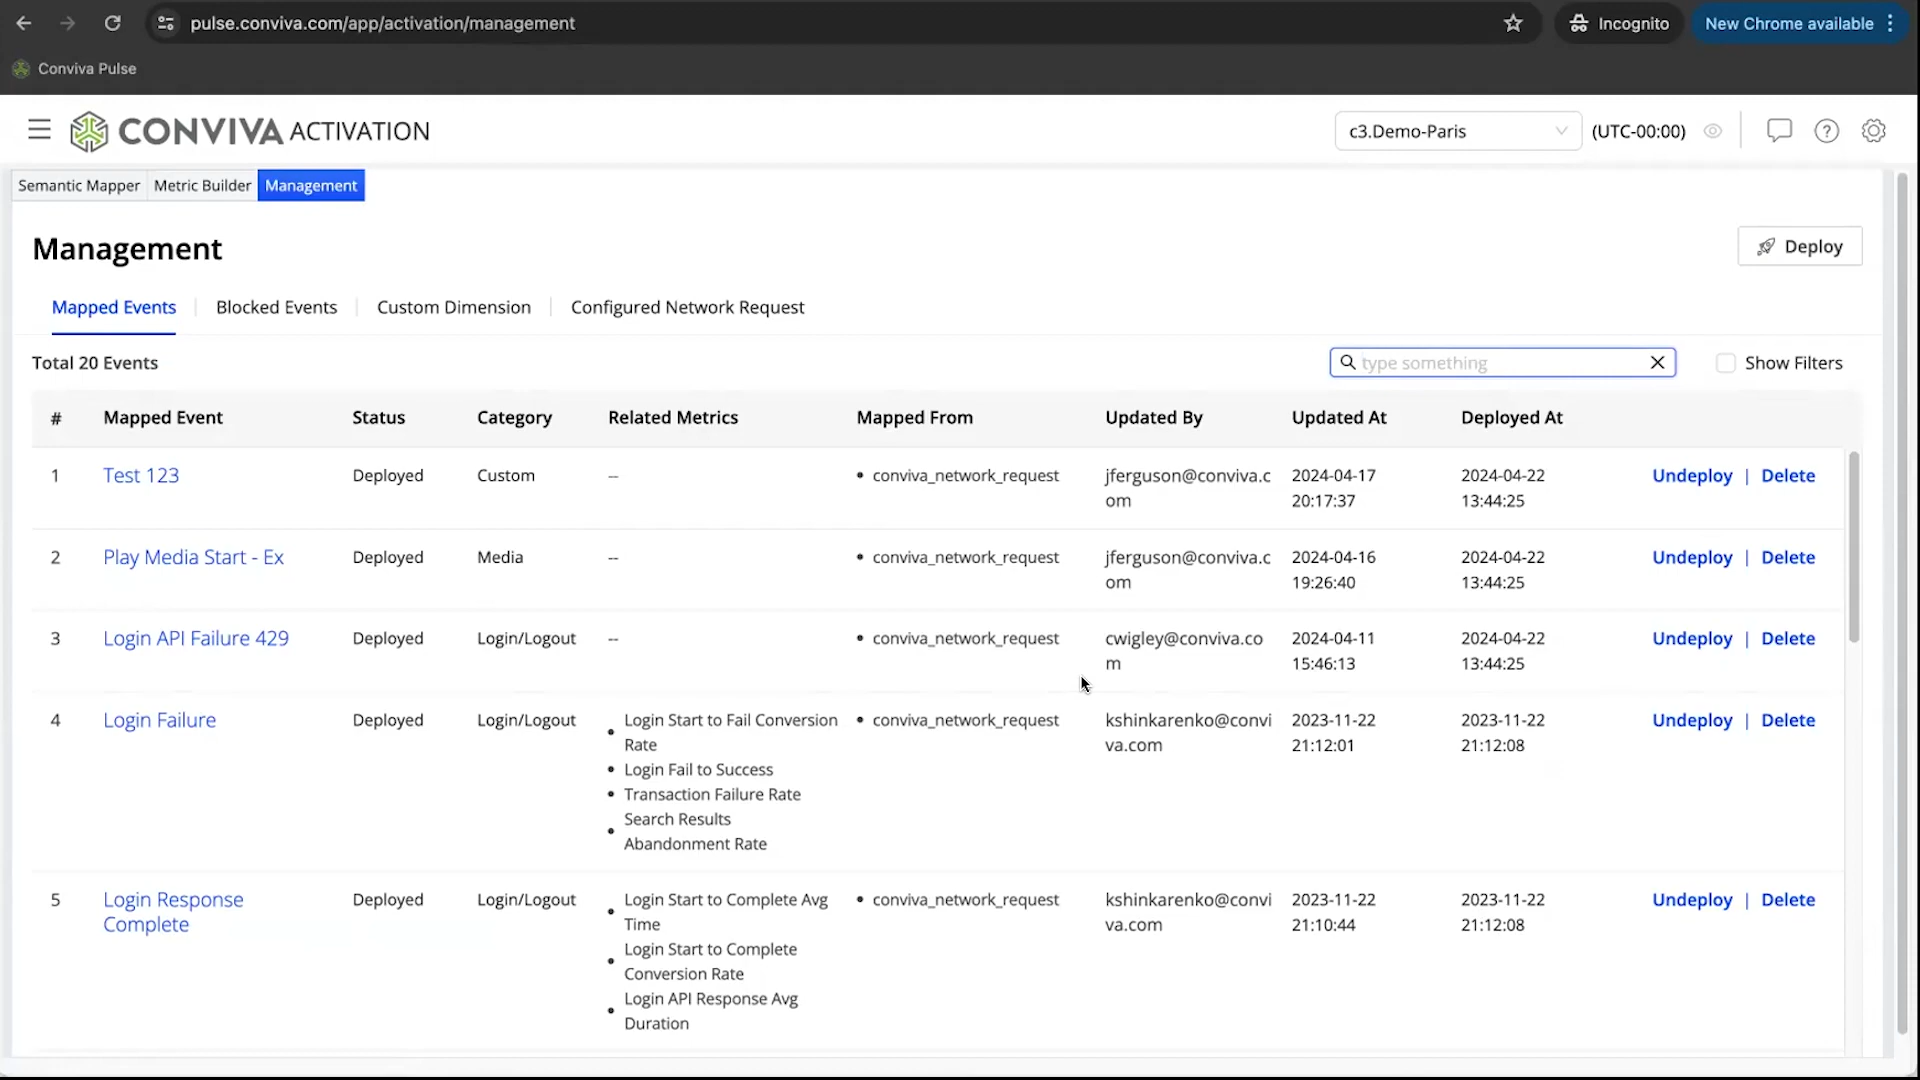 pulse.conviva.com/app/activation/management
Incognito
New Chrome available
Conviva Pulse
CONVIVA ACTIVATION
c3.Demo-Paris
(UTC-00:00)
Semantic Mapper
Metric Builder
Management
Management
Deploy
Mapped Events
Blocked Events
Custom Dimension
Configured Network Request
Total 20 Events
type something
Show Filters
# Mapped Event Status Category Related Metrics Mapped From Updated By Updated At Deployed At
1 Test 123 Deployed Custom -- • conviva_network_request jferguson@conviva.c 2024-04-17 2024-04-22 Undeploy | Delete
om 20:17:37 13:44:25
2 Play Media Start - Ex Deployed Media -- • conviva_network_request jferguson@conviva.c 2024-04-16 2024-04-22 Undeploy | Delete
om 19:26:40 13:44:25
3 Login API Failure 429 Deployed Login/Logout -- • conviva_network_request cwigley@conviva.co 2024-04-11 2024-04-22 Undeploy | Delete
m 15:46:13 13:44:25
4 Login Failure Deployed Login/Logout • Login Start to Fail Conversion • conviva_network_request kshinkarenko@convi 2023-11-22 2023-11-22 Undeploy | Delete
Rate va.com 21:12:01 21:12:08
• Login Fail to Success
• Transaction Failure Rate
• Search Results
Abandonment Rate
5 Login Response Deployed Login/Logout • Login Start to Complete Avg • conviva_network_request kshinkarenko@convi 2023-11-22 2023-11-22 Undeploy | Delete
Complete Time va.com 21:10:44 21:12:08
• Login Start to Complete
Conversion Rate
• Login API Response Avg
Duration